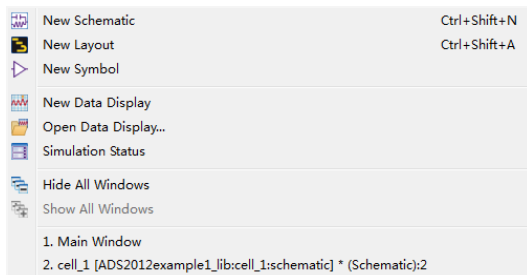 New Schematic Ctrl+Shift+N
New Layout Ctrl+Shift+A
New Symbol
New Data Display
Open Data Display...
Simulation Status
Hide All Windows
Show All Windows
1. Main Window
2. cell_1 [ADS2012example1_lib:cell_1:schematic] * (Schematic):2